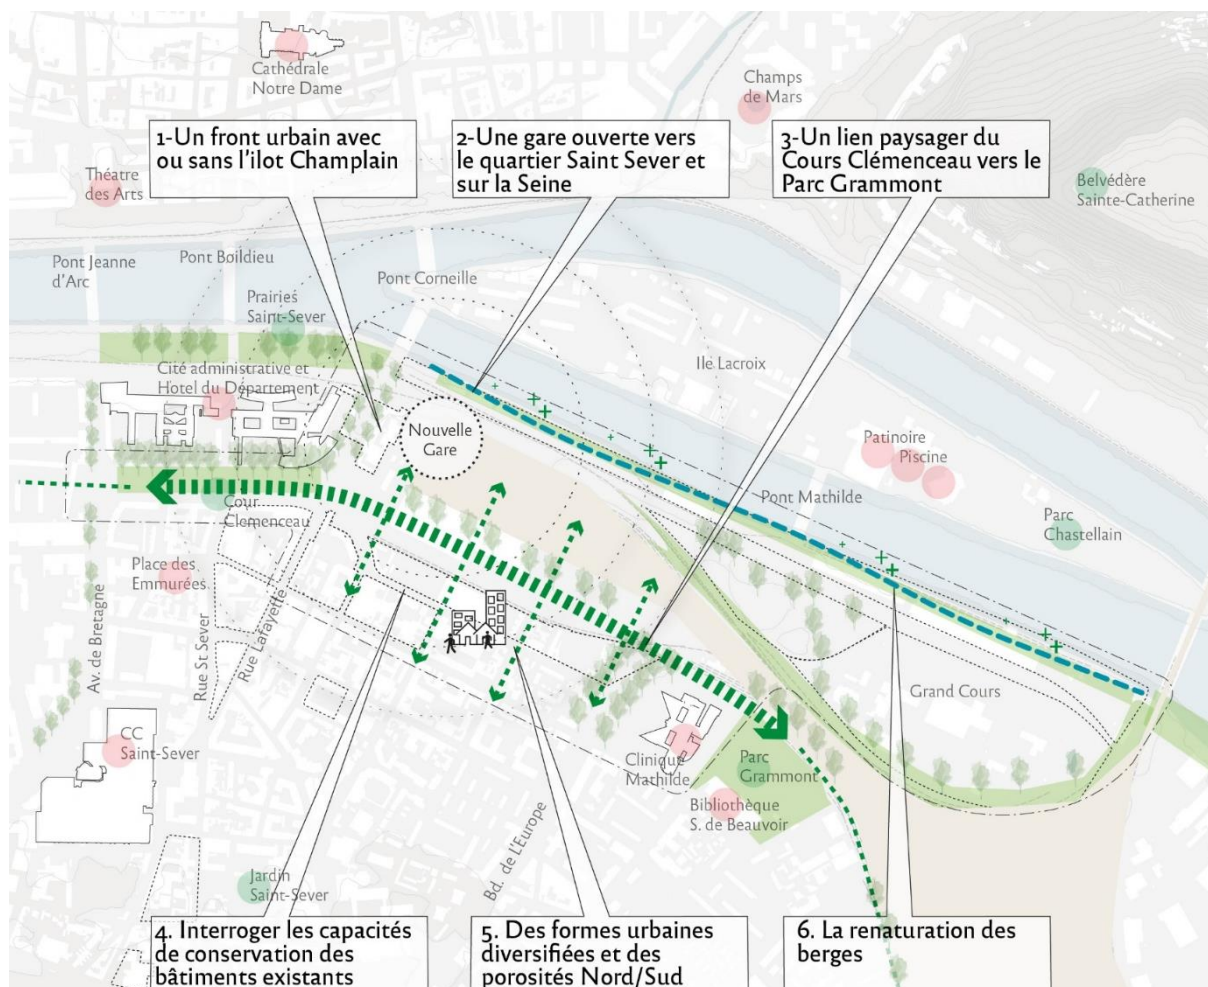 Cathédrale
Notre Dame
Champs
de Mars
1-Un front urbain avec
ou sans l'ilot Champlain
2-Une gare ouverte vers
le quartier Saint Sever et
sur la Seine
3-Un lien paysager du
Cours Clémenceau vers le
Parc Grammont
Théatre
des Arts
Belvédère
Sainte-Catherine
Pont Jeanne
d'Arc
Pont Boildieu
Pont Corneille
Prairies
Saint-Sever
Ile Lacroix
Cité administrative et
Hotel du Département
Nouvelle
Gare
Patinoire
Piscine
Pont Mathilde
Parc
Chastellain
Cour
Clemenceau
Place des
Emmurées
Av. de Bretagne
Rue St Sever
Rue Lafayette
Grand Cours
CC
Saint-Sever
Clinique
Mathilde
Parc
Grammont
Bibliothèque
S. de Beauvoir
Bd. de L'Europe
Jardin
Saint-Sever
4. Interroger les capacités
de conservation des
bâtiments existants
5. Des formes urbaines
diversifiées et des
porosités Nord/Sud
6. La renaturation des
berges